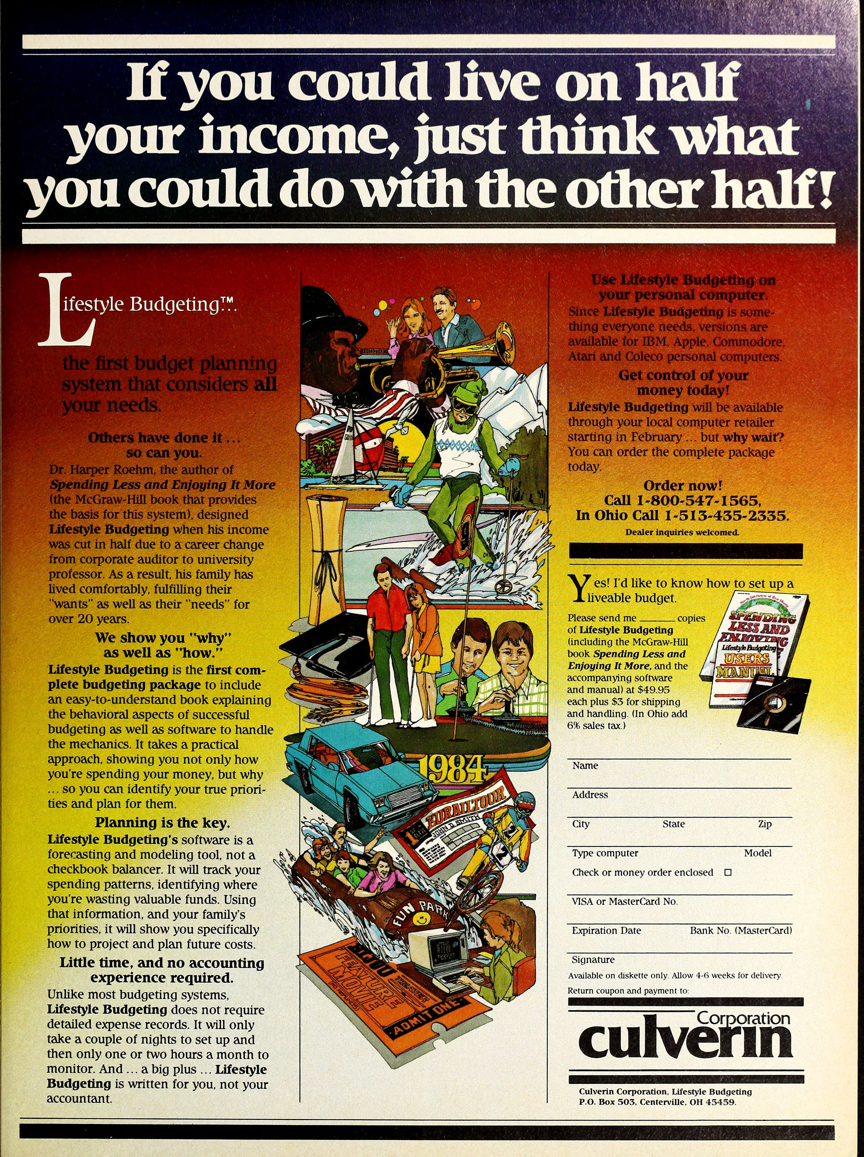 If you could live on half
your income, just think what
you could do with the other half!
Lifestyle Budgeting™...
the first budget planning
system that considers all
your needs.
Others have done it ...
so can you.
Dr. Harper Roehm, the author of
Spending Less and Enjoying It More
(the McGraw-Hill book that provides
the basis for this system), designed
Lifestyle Budgeting when his income
was cut in half due to a career change
from corporate auditor to university
professor. As a result, his family has
lived comfortably, fulfilling their
"wants" as well as their "needs" for
over 20 years.
We show you "why"
as well as "how."
Lifestyle Budgeting is the first com-
plete budgeting package to include
an easy-to-understand book explaining
the behavioral aspects of successful
budgeting as well as software to handle
the mechanics. It takes a practical
approach, showing you not only how
you're spending your money, but why
... so you can identify your true priori-
ties and plan for them.
Planning is the key.
Lifestyle Budgeting's software is a
forecasting and modeling tool, not a
checkbook balancer. It will track your
spending patterns, identifying where
you're wasting valuable funds. Using
that information, and your family's
priorities, it will show you specifically
how to project and plan future costs.
Little time, and no accounting
experience required.
Unlike most budgeting systems,
Lifestyle Budgeting does not require
detailed expense records. It will only
take a couple of nights to set up and
then only one or two hours a month to
monitor. And ... a big plus ... Lifestyle
Budgeting is written for you, not your
accountant.
1984
EURAILTOUR
JOHN D. SMITH
2
FUN PARK
BIJOU
FEATURE
MOVIE
ADMIT ONE
Use Lifestyle Budgeting on
your personal computer.
Since Lifestyle Budgeting is some-
thing everyone needs, versions are
available for IBM, Apple, Commodore,
Atari and Coleco personal computers.
Get control of your
money today!
Lifestyle Budgeting will be available
through your local computer retailer
starting in February ... but why wait?
You can order the complete package
today.
Order now!
Call 1-800-547-1565,
In Ohio Call 1-513-435-2335.
Dealer inquiries welcomed.
Yes! I'd like to know how to set up a
liveable budget.
Please send me ______ copies
of Lifestyle Budgeting
(including the McGraw-Hill
book Spending Less and
Enjoying It More, and the
accompanying software
and manual) at $49.95
each plus $3 for shipping
and handling. (In Ohio add
6% sales tax.)
SPENDING
LESS AND
ENJOYING
Lifestyle Budgeting
USERS
MANUAL
Name
Address
City State Zip
Type computer Model
Check or money order enclosed □
VISA or MasterCard No.
Expiration Date Bank No. (MasterCard)
Signature
Available on diskette only. Allow 4-6 weeks for delivery.
Return coupon and payment to:
Corporation
culverin
Culverin Corporation, Lifestyle Budgeting
P.O. Box 503, Centerville, OH 45459.